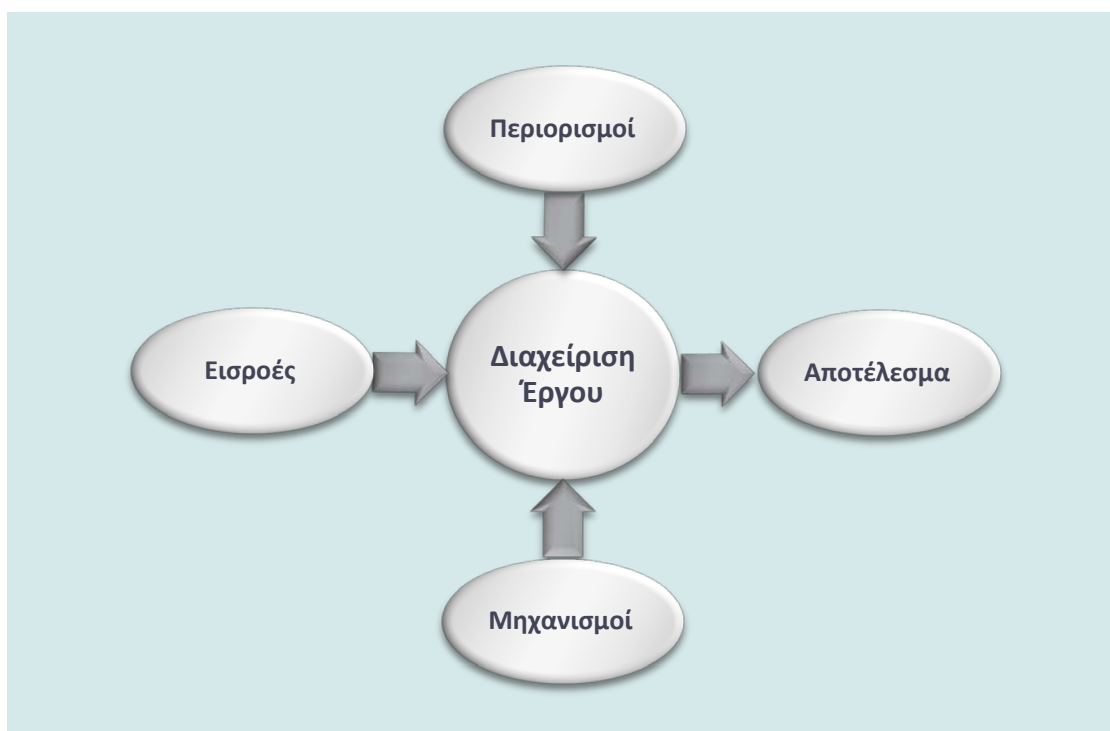 Περιορισμοί
Εισροές
Διαχείριση
Έργου
Αποτέλεσμα
Μηχανισμοί